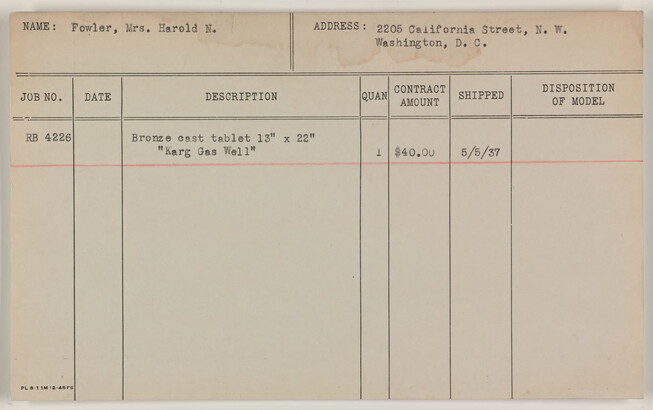 NAME: Fowler, Mrs. Harold N. ADDRESS: 2205 California Street, N. W.
Washington, D. C.
JOB NO. DATE DESCRIPTION QUAN CONTRACT AMOUNT SHIPPED DISPOSITION OF MODEL
RB 4226 Bronze cast tablet 13" x 22"
"Karg Gas Well" 1 $40.00 5/5/37